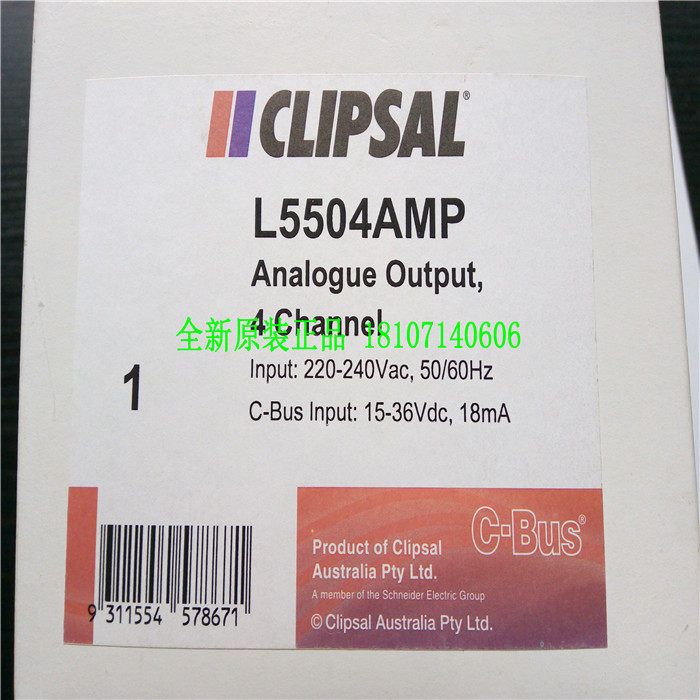 CLIPSAL®
L5504AMP
Analogue Output,
4 Channel
全新原装正品 18107140606
Input: 220-240Vac, 50/60Hz
1
C-Bus Input: 15-36Vdc, 18mA
C-Bus®
Product of Clipsal
Australia Pty Ltd.
A member of the Schneider Electric Group
© Clipsal Australia Pty Ltd.
9 311554 578671